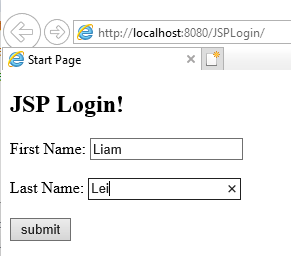 http://localhost:8080/JSPLogin/
Start Page
JSP Login!
First Name: Liam
Last Name: Lei
submit